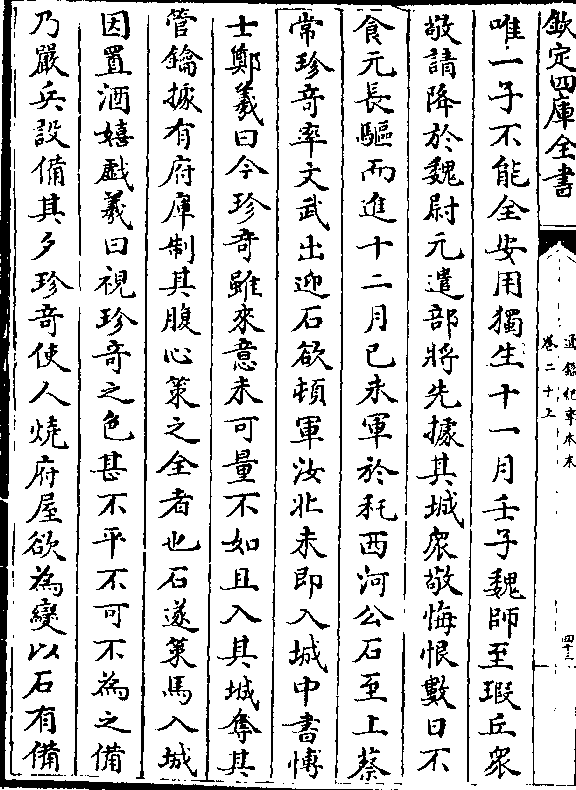 欽定四庫全書
通鑑紀事本末
卷二十上
四十三
唯一子不能全安用獨生十一月壬子魏師至瑕丘衆
敬請降於魏尉元遣部將先據其城衆敬悔恨數日不
食元長驅而進十二月己未軍於秺西河公石至上蔡
常珍奇率文武出迎石欲頓軍汝北未即入城中書博
士鄭羲曰今珍奇雖來意未可量不如且入其城奪其
管鑰據有府庫制其腹心策之全者也石遂策馬入城
因置酒嬉戲羲曰視珍奇之色甚不平不可不為之備
乃嚴兵設備其夕珍奇使人燒府屋欲為變以石有備